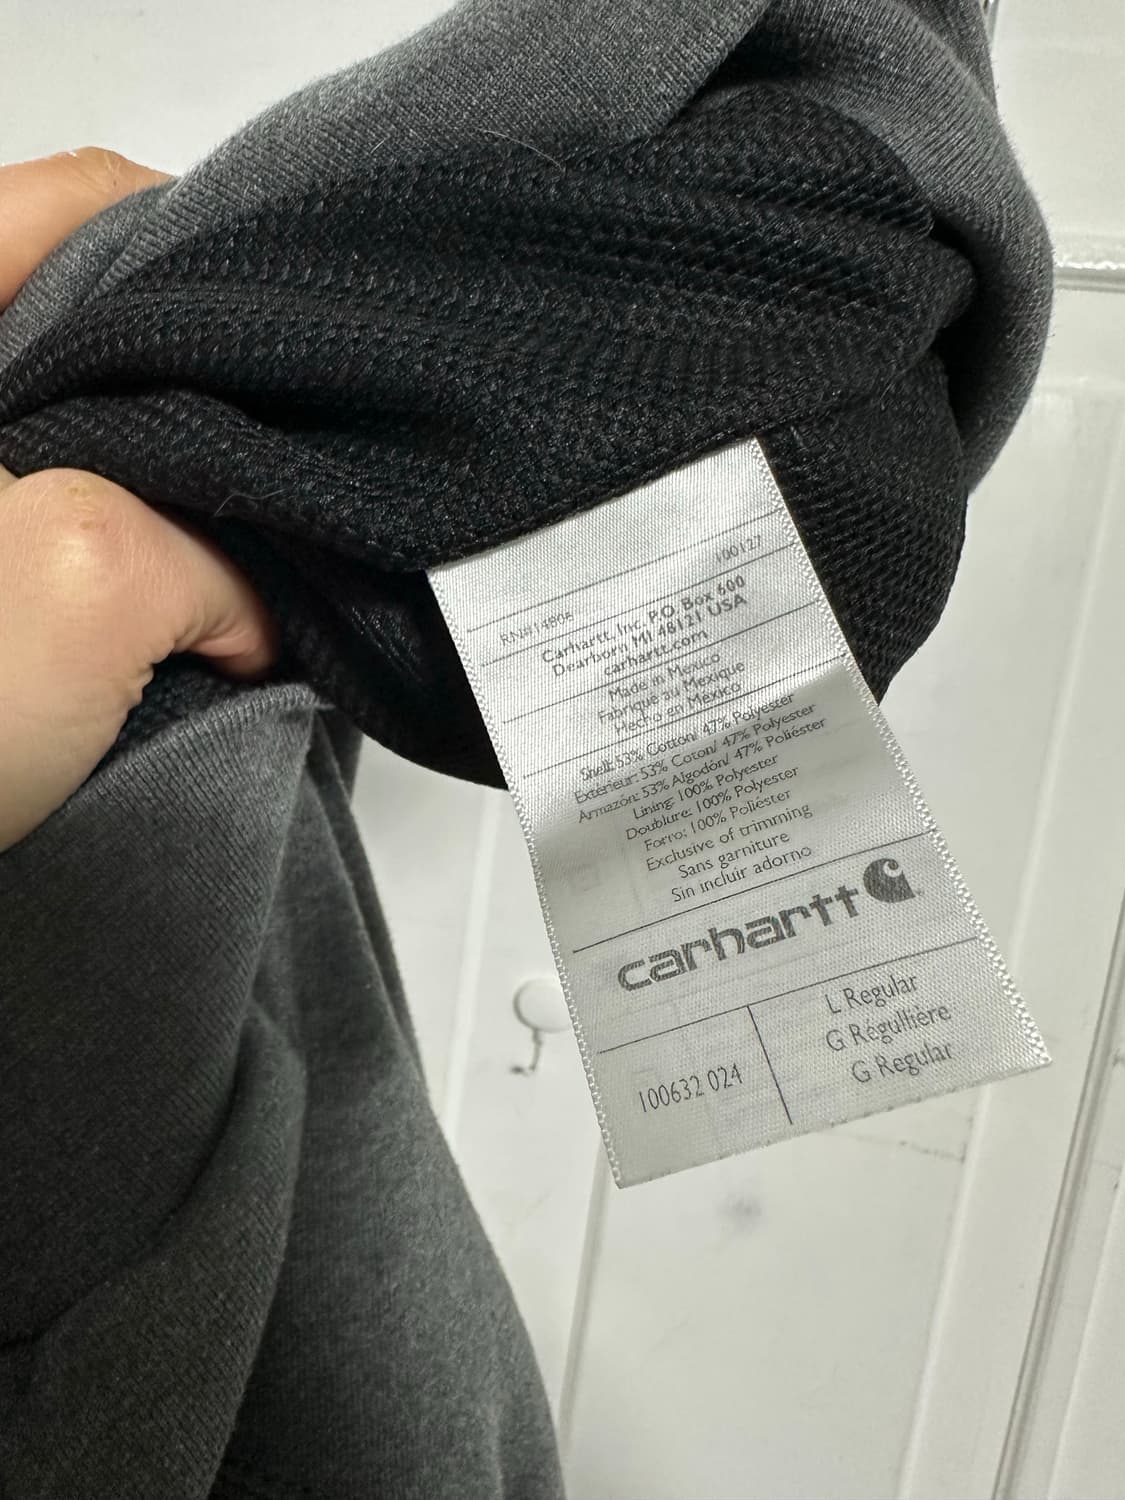 RN#14806
100127
Carhartt, Inc. P.O. Box 600
Dearborn MI 48121 USA
carhartt.com
Made in Mexico
Fabriqué au Mexique
Hecho en México
Shell: 53% Cotton/ 47% Polyester
Extérieur: 53% Coton/ 47% Polyester
Armazón: 53% Algodón/ 47% Poliéster
Lining: 100% Polyester
Doublure: 100% Polyester
Forro: 100% Poliéster
Exclusive of trimming
Sans garniture
Sin incluir adorno
carhartt
100632 024
L Regular
G Régulliére
G Regular